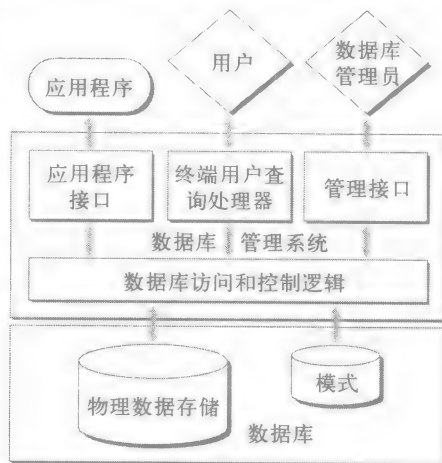 应用程序
用户
数据库
管理员
应用程序
接口
终端用户查
询处理器
管理接口
数据库 管理系统
数据库访问和控制逻辑
物理数据存储
模式
数据库